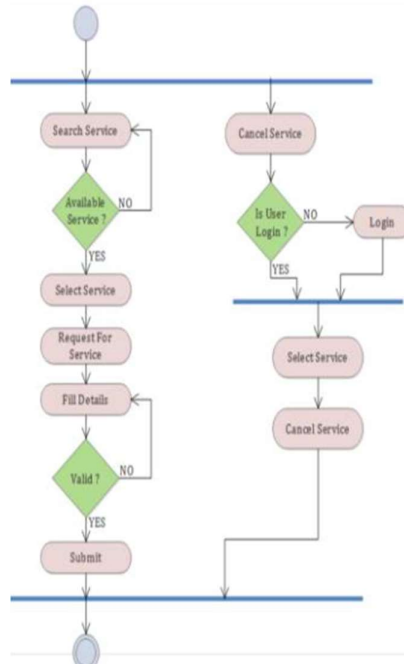 Search Service
Available
Service ?
NO
YES
Select Service
Request For
Service
Fill Details
Valid ?
NO
YES
Submit
Cancel Service
Is User
Login ?
NO
Login
YES
Select Service
Cancel Service